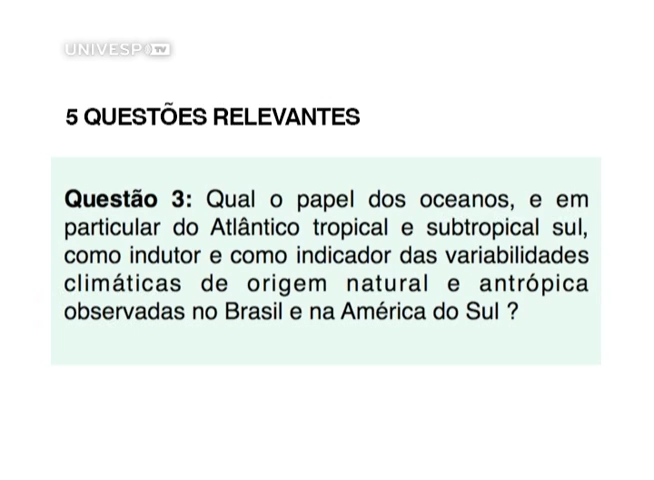 UNIVESP TV
5 QUESTÕES RELEVANTES
Questão 3: Qual o papel dos oceanos, e em
particular do Atlântico tropical e subtropical sul,
como indutor e como indicador das variabilidades
climáticas de origem natural e antrópica
observadas no Brasil e na América do Sul ?